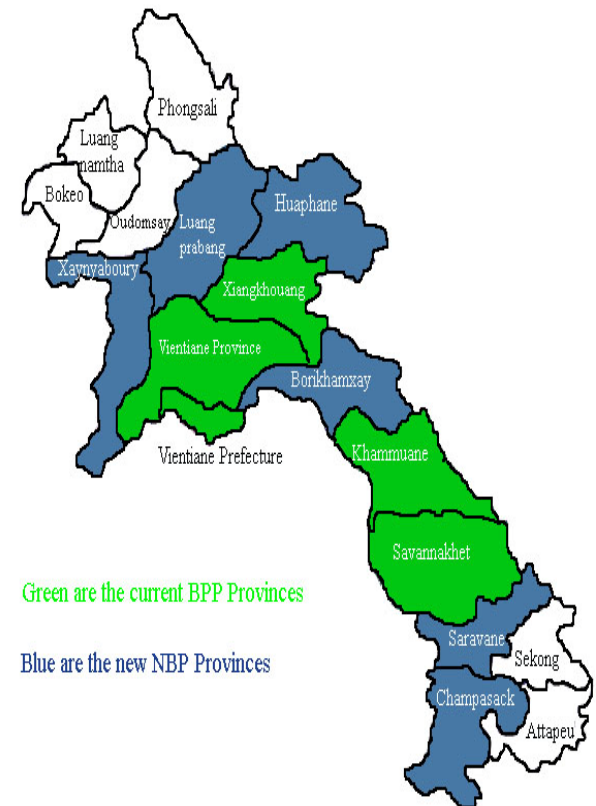 Phongsali
Luang
namtha
Bokeo
Oudomsay
Luang
prabang
Huaphane
Xaynyaboury
Xiangkhouang
Vientiane Province
Borikhamxay
Vientiane Prefecture
Khammuane
Savannakhet
Green are the current BPP Provinces
Blue are the new NBP Provinces
Saravane
Sekong
Champasack
Attapeu